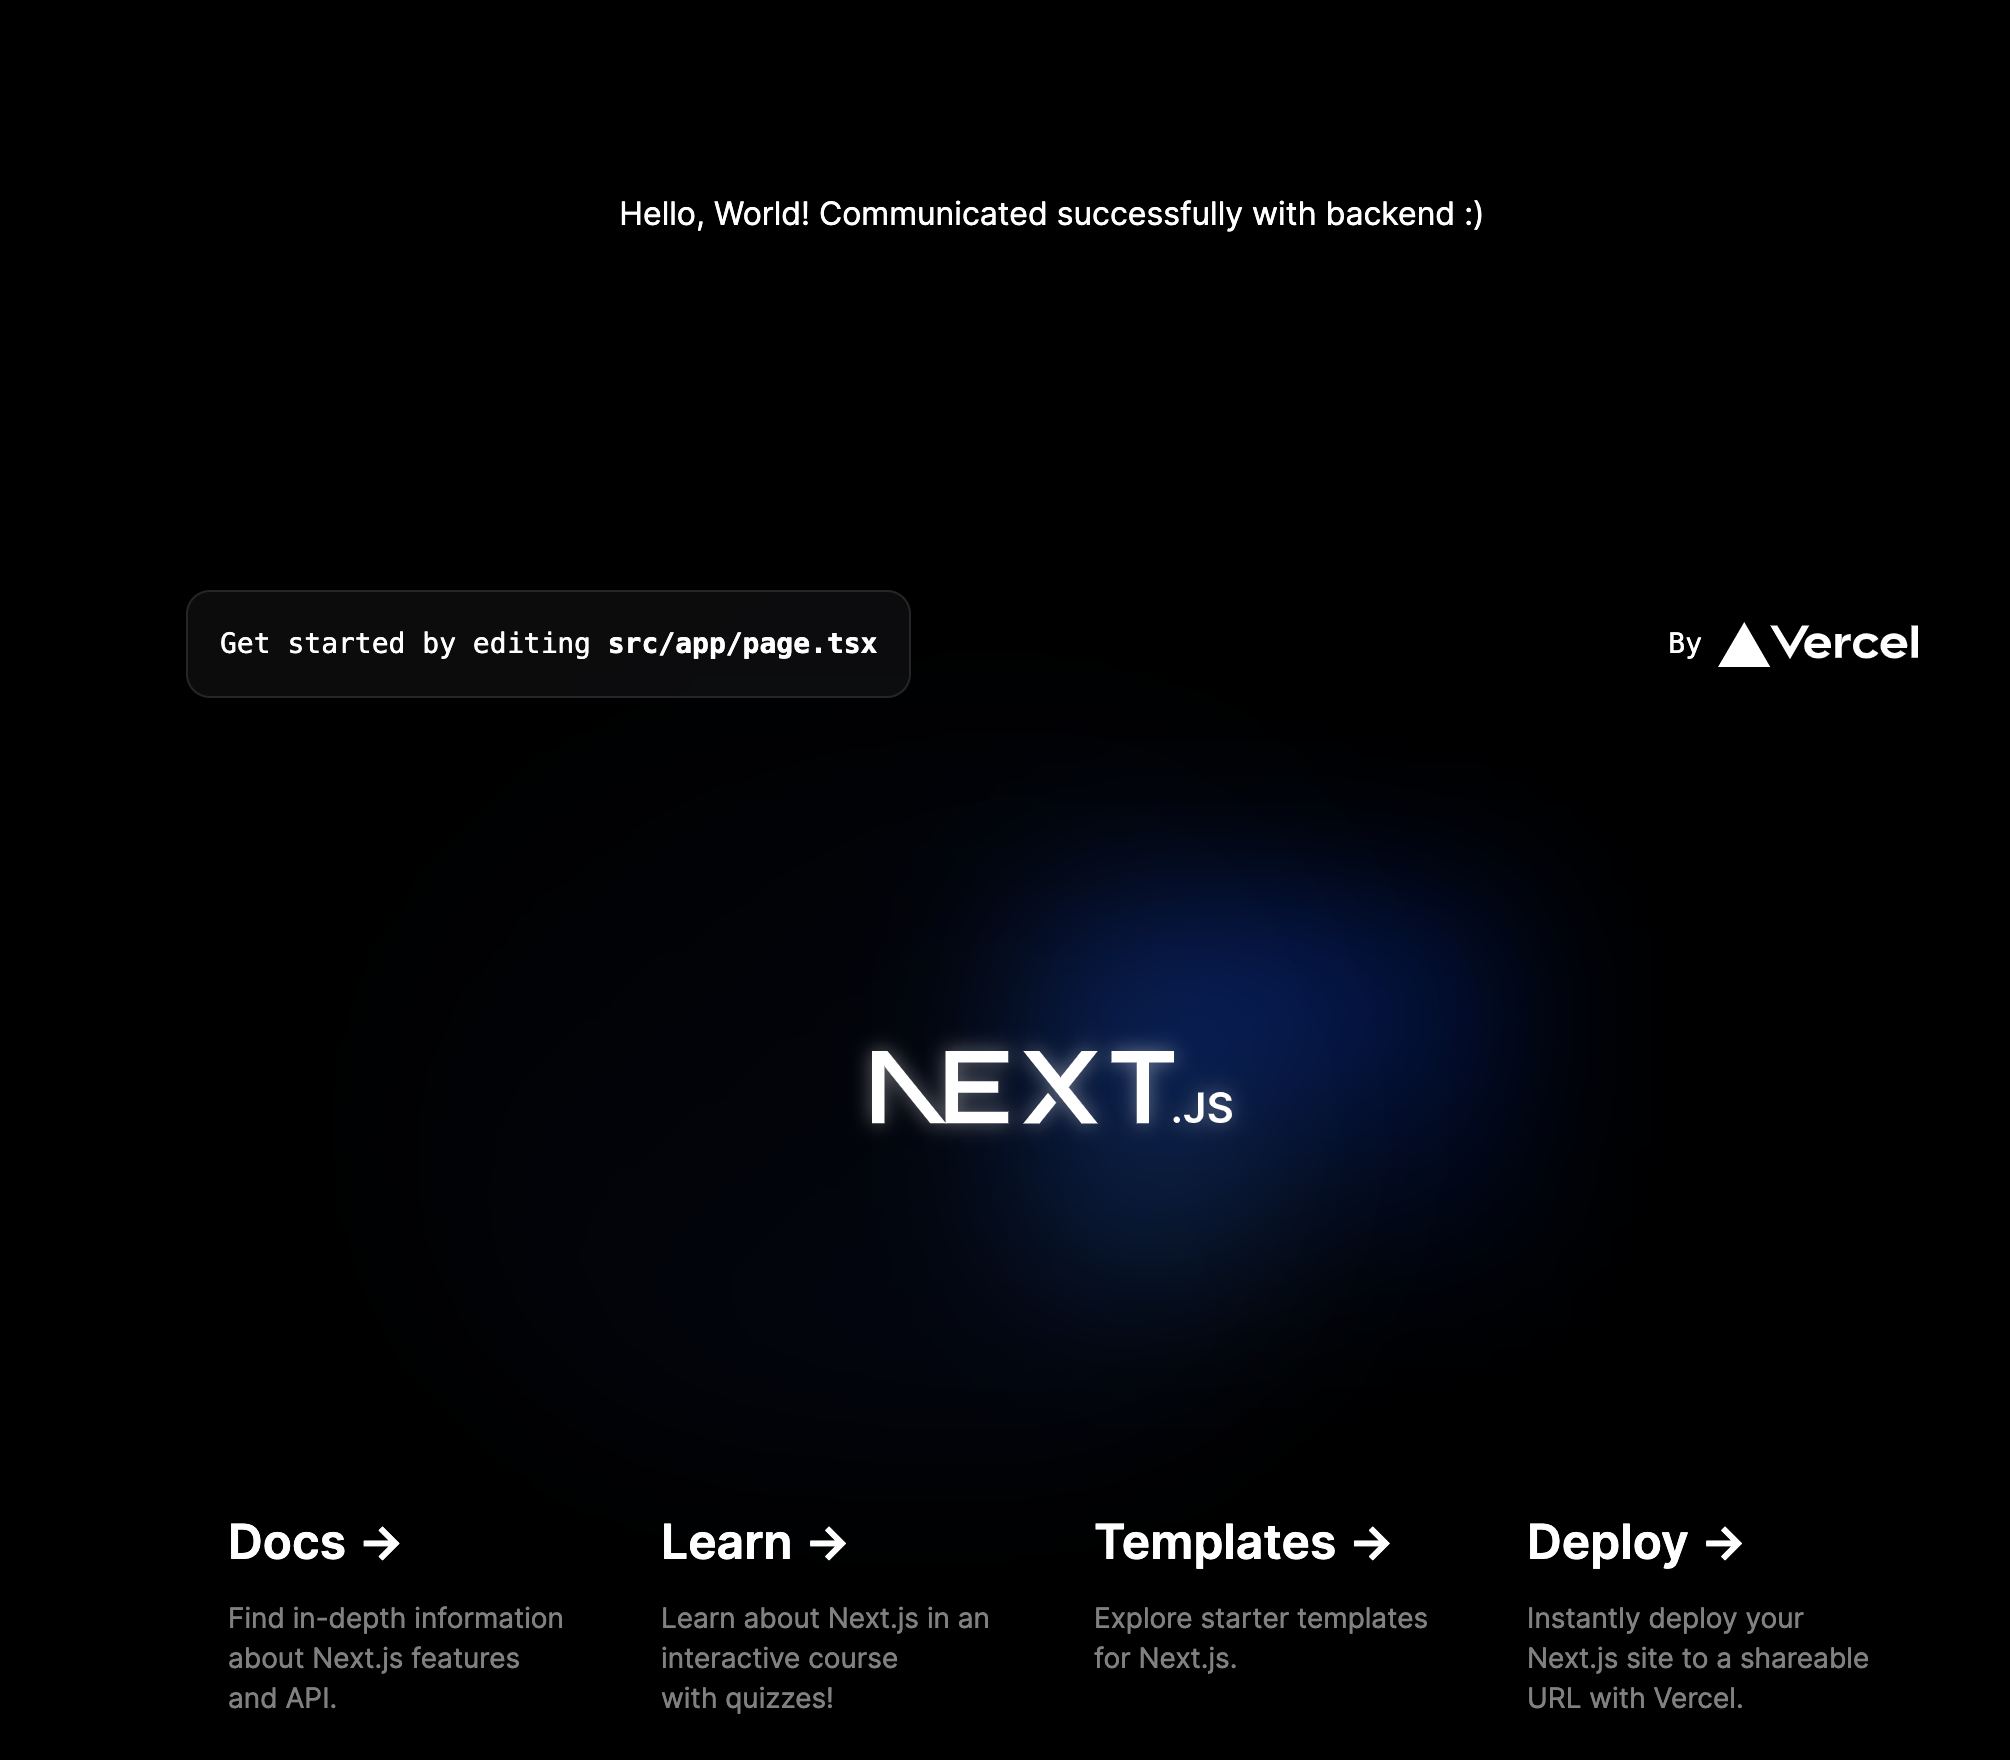 Hello, World! Communicated successfully with backend :)
Get started by editing src/app/page.tsx
By Vercel
NEXT.JS
Docs →
Find in-depth information
about Next.js features
and API.
Learn →
Learn about Next.js in an
interactive course
with quizzes!
Templates →
Explore starter templates
for Next.js.
Deploy →
Instantly deploy your
Next.js site to a shareable
URL with Vercel.